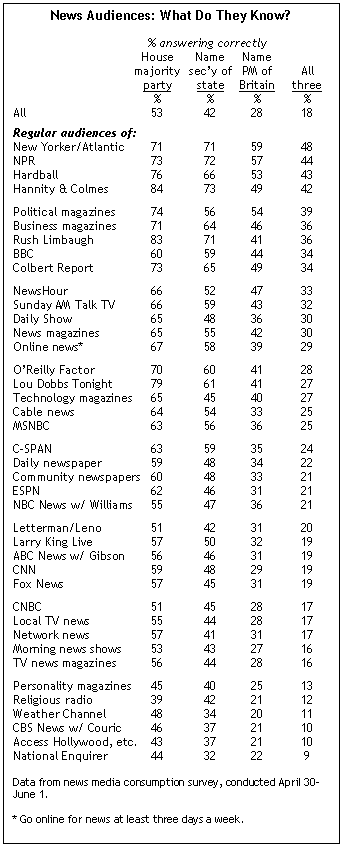 News Audiences: What Do They Know?
% answering correctly
House Name Name
majority sec'y of PM of All
party state Britain three
% % % %
All 53 42 28 18
Regular audiences of:
New Yorker/Atlantic 71 71 59 48
NPR 73 72 57 44
Hardball 76 66 53 43
Hannity & Colmes 84 73 49 42
Political magazines 74 56 54 39
Business magazines 71 64 46 36
Rush Limbaugh 83 71 41 36
BBC 60 59 44 34
Colbert Report 73 65 49 34
NewsHour 66 52 47 33
Sunday AM Talk TV 66 59 43 32
Daily Show 65 48 36 30
News magazines 65 55 42 30
Online news* 67 58 39 29
O'Reilly Factor 70 60 41 28
Lou Dobbs Tonight 79 61 41 27
Technology magazines 65 45 40 27
Cable news 64 54 33 25
MSNBC 63 56 36 25
C-SPAN 63 59 35 24
Daily newspaper 59 48 34 22
Community newspapers 60 48 33 21
ESPN 62 46 31 21
NBC News w/ Williams 55 47 36 21
Letterman/Leno 51 42 31 20
Larry King Live 57 50 32 19
ABC News w/ Gibson 56 46 31 19
CNN 59 48 29 19
Fox News 57 45 31 19
CNBC 51 45 28 17
Local TV news 55 44 28 17
Network news 57 41 31 17
Morning news shows 53 43 27 16
TV news magazines 56 44 28 16
Personality magazines 45 40 25 13
Religious radio 39 42 21 12
Weather Channel 48 34 20 11
CBS News w/ Couric 46 37 21 10
Access Hollywood, etc. 43 37 21 10
National Enquirer 44 32 22 9
Data from news media consumption survey, conducted April 30-
June 1.
* Go online for news at least three days a week.